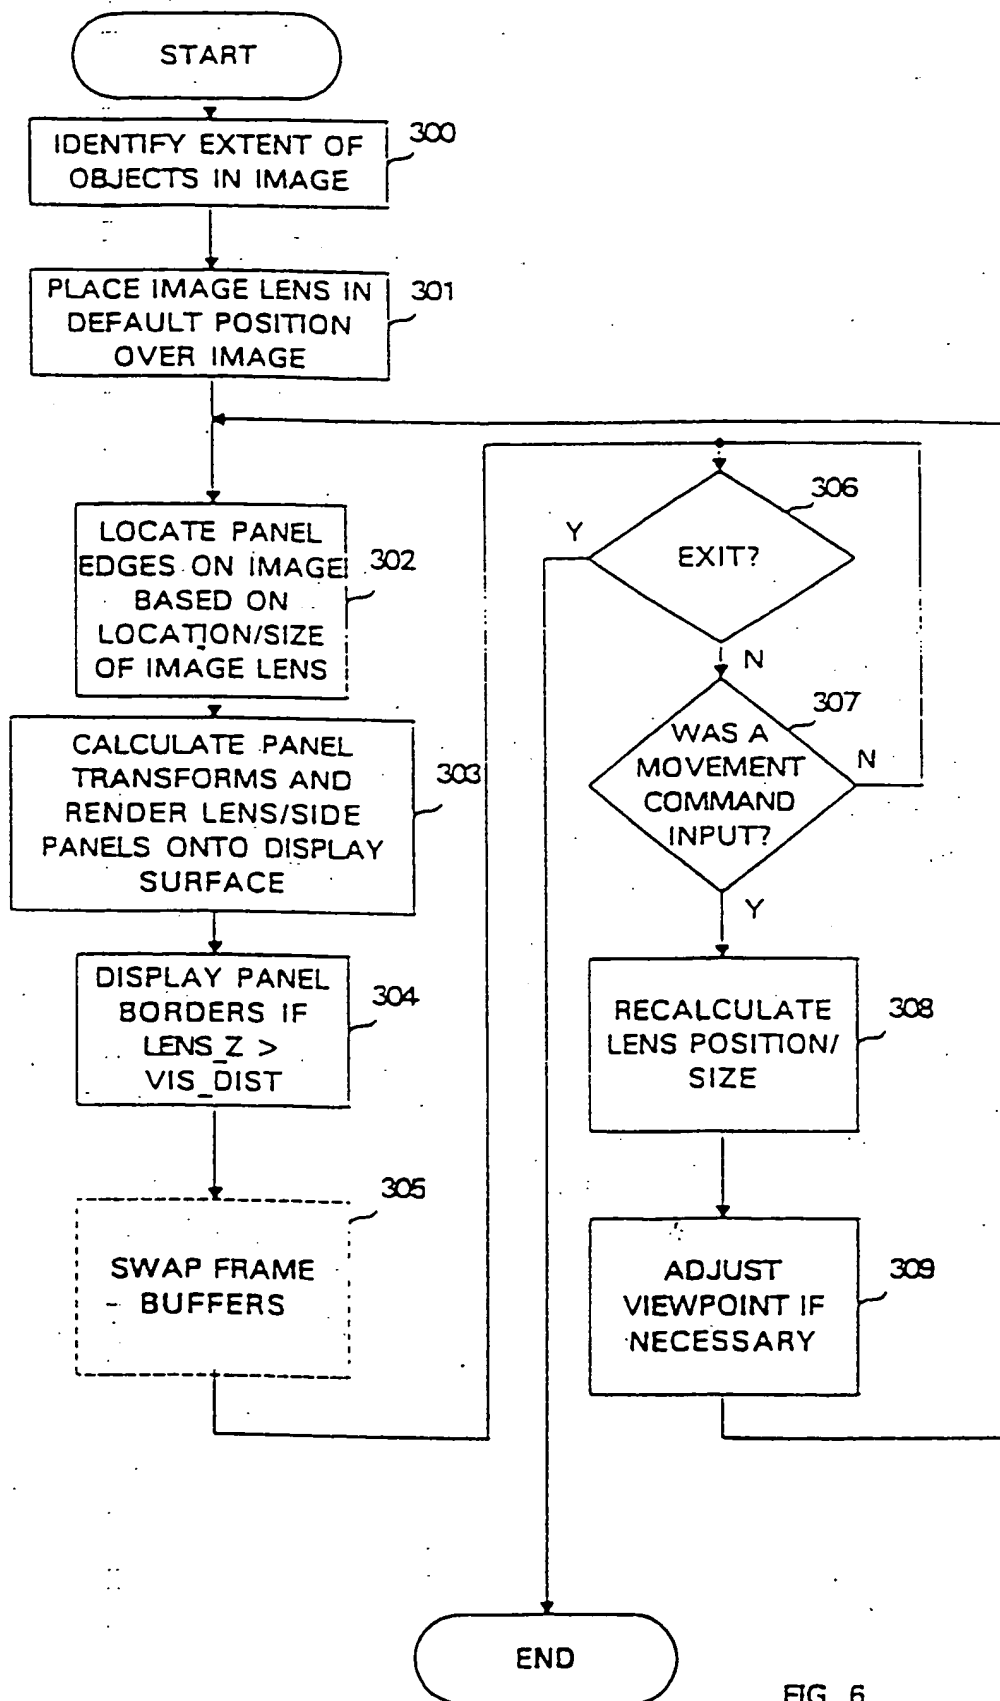 START
300
IDENTIFY EXTENT OF
OBJECTS IN IMAGE
301
PLACE IMAGE LENS IN
DEFAULT POSITION
OVER IMAGE
302
LOCATE PANEL
EDGES ON IMAGE
BASED ON
LOCATION/SIZE
OF IMAGE LENS
303
CALCULATE PANEL
TRANSFORMS AND
RENDER LENS/SIDE
PANELS ONTO DISPLAY
SURFACE
304
DISPLAY PANEL
BORDERS IF
LENS_Z >
VIS_DIST
305
SWAP FRAME
BUFFERS
306
Y
EXIT?
N
307
WAS A
MOVEMENT
COMMAND
INPUT?
N
Y
308
RECALCULATE
LENS POSITION/
SIZE
309
ADJUST
VIEWPOINT IF
NECESSARY
END
FIG. 6